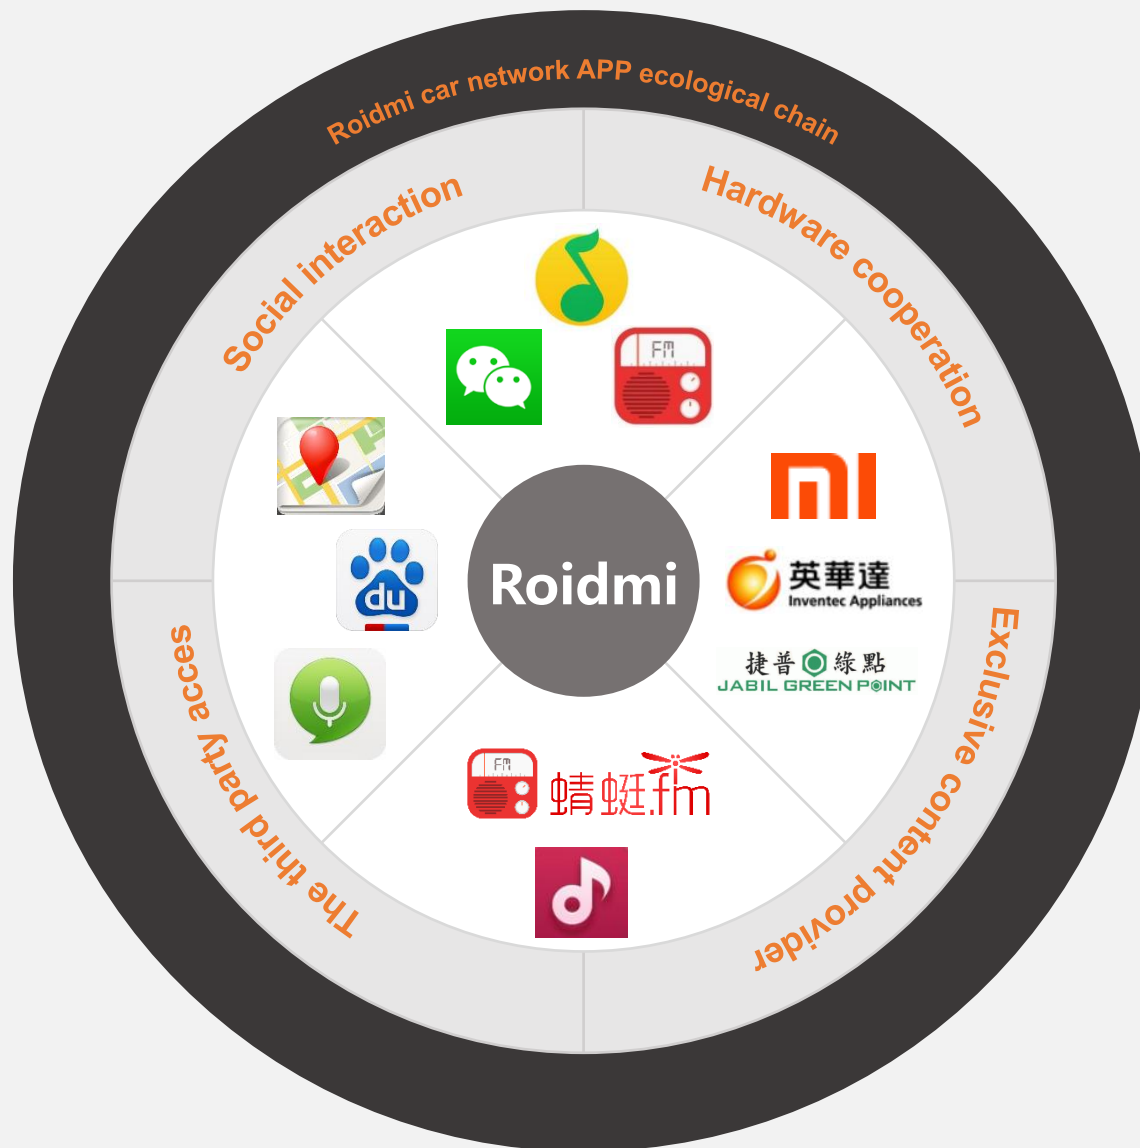 Roidmi car network APP ecological chain
Social interaction
Hardware cooperation
FM
du
Roidmi
英華達
Inventec Appliances
捷普 綠點
JABIL GREEN POINT
The third party acces
Exclusive content provider
FM
蜻蜓.fm